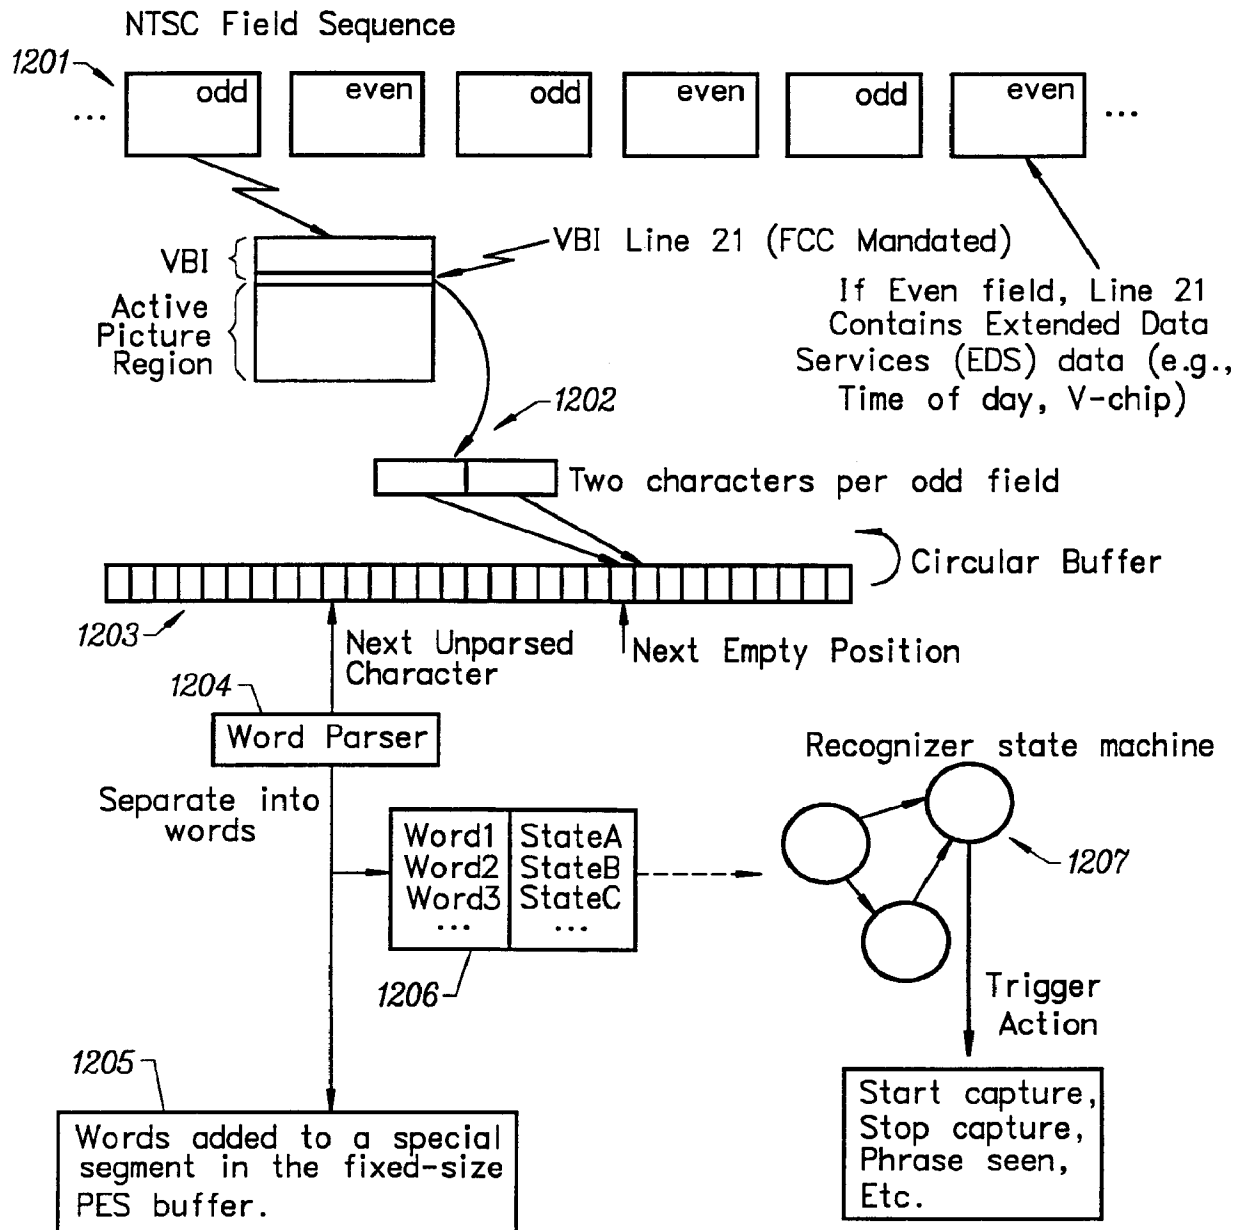 NTSC Field Sequence
1201
... odd even odd even odd even ...
VBI
VBI Line 21 (FCC Mandated)
Active
Picture
Region
If Even field, Line 21
Contains Extended Data
Services (EDS) data (e.g.,
Time of day, V-chip)
1202
Two characters per odd field
Circular Buffer
1203
Next Unparsed
Character
Next Empty Position
1204
Word Parser
Separate into
words
Word1 StateA
Word2 StateB
Word3 StateC
... ...
1206
Recognizer state machine
1207
Trigger
Action
1205
Words added to a special
segment in the fixed-size
PES buffer.
Start capture,
Stop capture,
Phrase seen,
Etc.